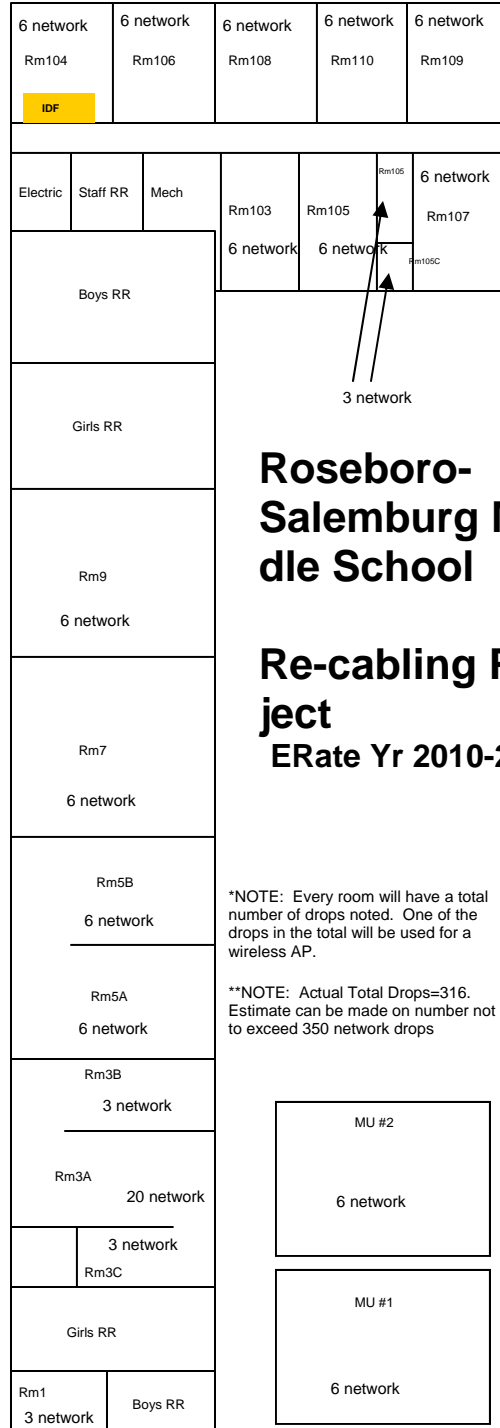 6 network 6 network 6 network 6 network 6 network
Rm104 Rm106 Rm108 Rm110 Rm109
IDF
Electric Staff RR Mech Rm103 Rm105 Rm105 6 network
Rm107
6 network 6 network Rm105C
Boys RR
3 network
Girls RR
Roseboro-
Salemburg
dle School
Rm9
6 network
Re-cabling
ject
ERate Yr 2010-
Rm7
6 network
Rm5B
6 network
*NOTE: Every room will have a total
number of drops noted. One of the
drops in the total will be used for a
wireless AP.
**NOTE: Actual Total Drops=316.
Estimate can be made on number not
to exceed 350 network drops
Rm5A
6 network
Rm3B
3 network
Rm3A
20 network
3 network
Rm3C
MU #2
6 network
Girls RR
MU #1
6 network
Rm1
3 network
Boys RR